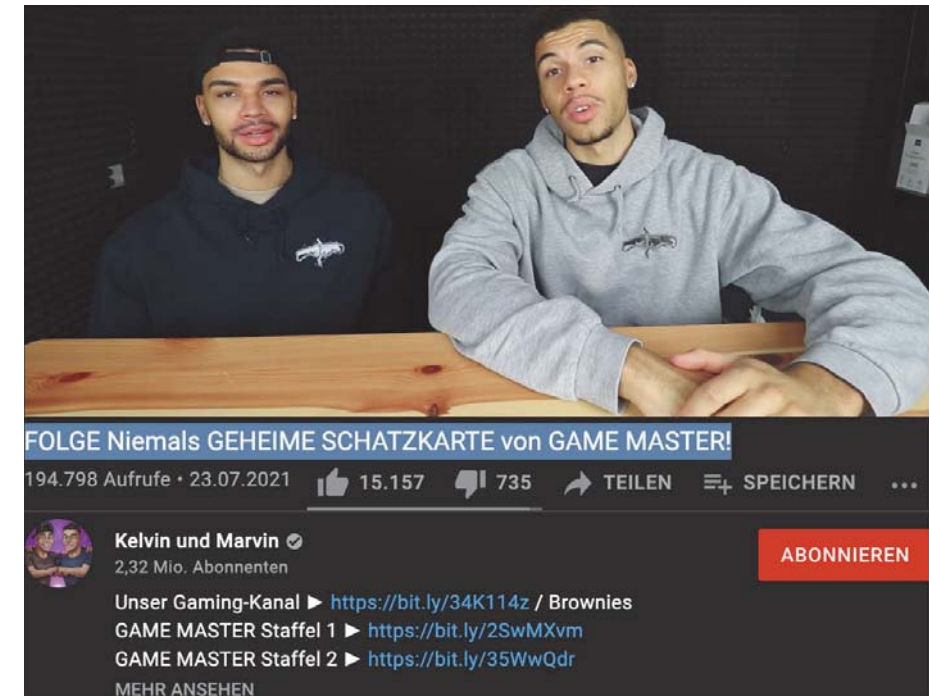 FOLGE Niemals GEHEIME SCHATZKARTE von GAME MASTER!
194.798 Aufrufe • 23.07.2021 15.157 735 TEILEN SPEICHERN ...
Kelvin und Marvin
2,32 Mio. Abonnenten
ABONNIEREN
Unser Gaming-Kanal ► https://bit.ly/34K114z / Brownies
GAME MASTER Staffel 1 ► https://bit.ly/2SwMXvm
GAME MASTER Staffel 2 ► https://bit.ly/35WwQdr
MEHR ANSEHEN